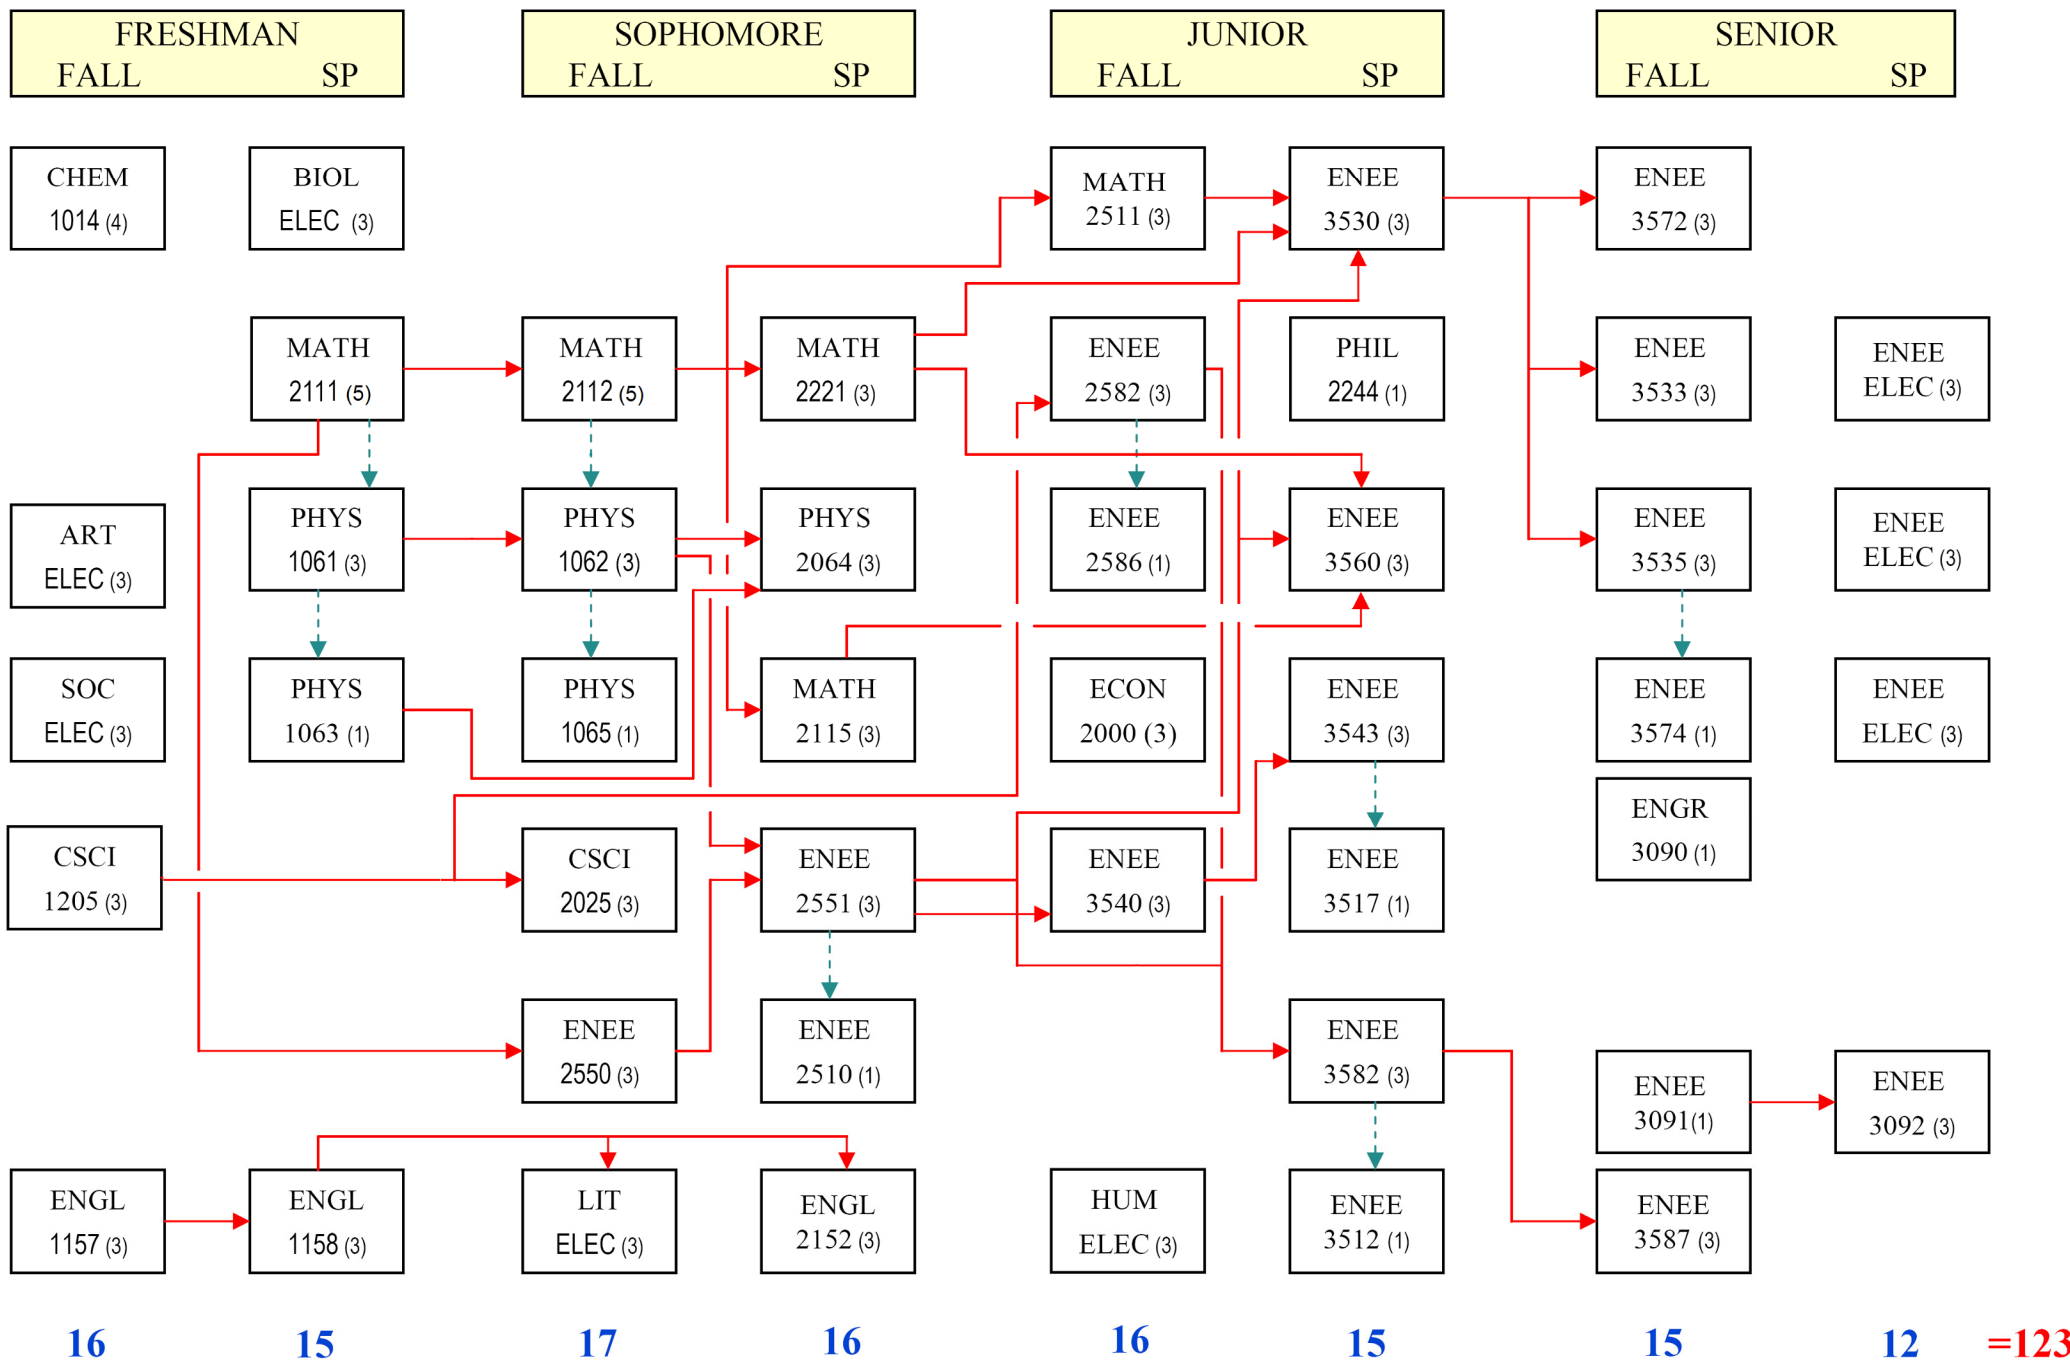 FRESHMAN
FALL SP
SOPHOMORE
FALL SP
JUNIOR
FALL SP
SENIOR
FALL SP
CHEM
1014 (4)
BIOL
ELEC (3)
MATH
2511 (3)
ENEE
3530 (3)
ENEE
3572 (3)
MATH
2111 (5)
MATH
2112 (5)
MATH
2221 (3)
ENEE
2582 (3)
PHIL
2244 (1)
ENEE
3533 (3)
ENEE
ELEC (3)
ART
ELEC (3)
PHYS
1061 (3)
PHYS
1062 (3)
PHYS
2064 (3)
ENEE
2586 (1)
ENEE
3560 (3)
ENEE
3535 (3)
ENEE
ELEC (3)
SOC
ELEC (3)
PHYS
1063 (1)
PHYS
1065 (1)
MATH
2115 (3)
ECON
2000 (3)
ENEE
3543 (3)
ENEE
3574 (1)
ENEE
ELEC (3)
ENGR
3090 (1)
CSCI
1205 (3)
CSCI
2025 (3)
ENEE
2551 (3)
ENEE
3540 (3)
ENEE
3517 (1)
ENEE
2550 (3)
ENEE
2510 (1)
ENEE
3582 (3)
ENEE
3091(1)
ENEE
3092 (3)
ENGL
1157 (3)
ENGL
1158 (3)
LIT
ELEC (3)
ENGL
2152 (3)
HUM
ELEC (3)
ENEE
3512 (1)
ENEE
3587 (3)
16 15 17 16 16 15 15 12 =123